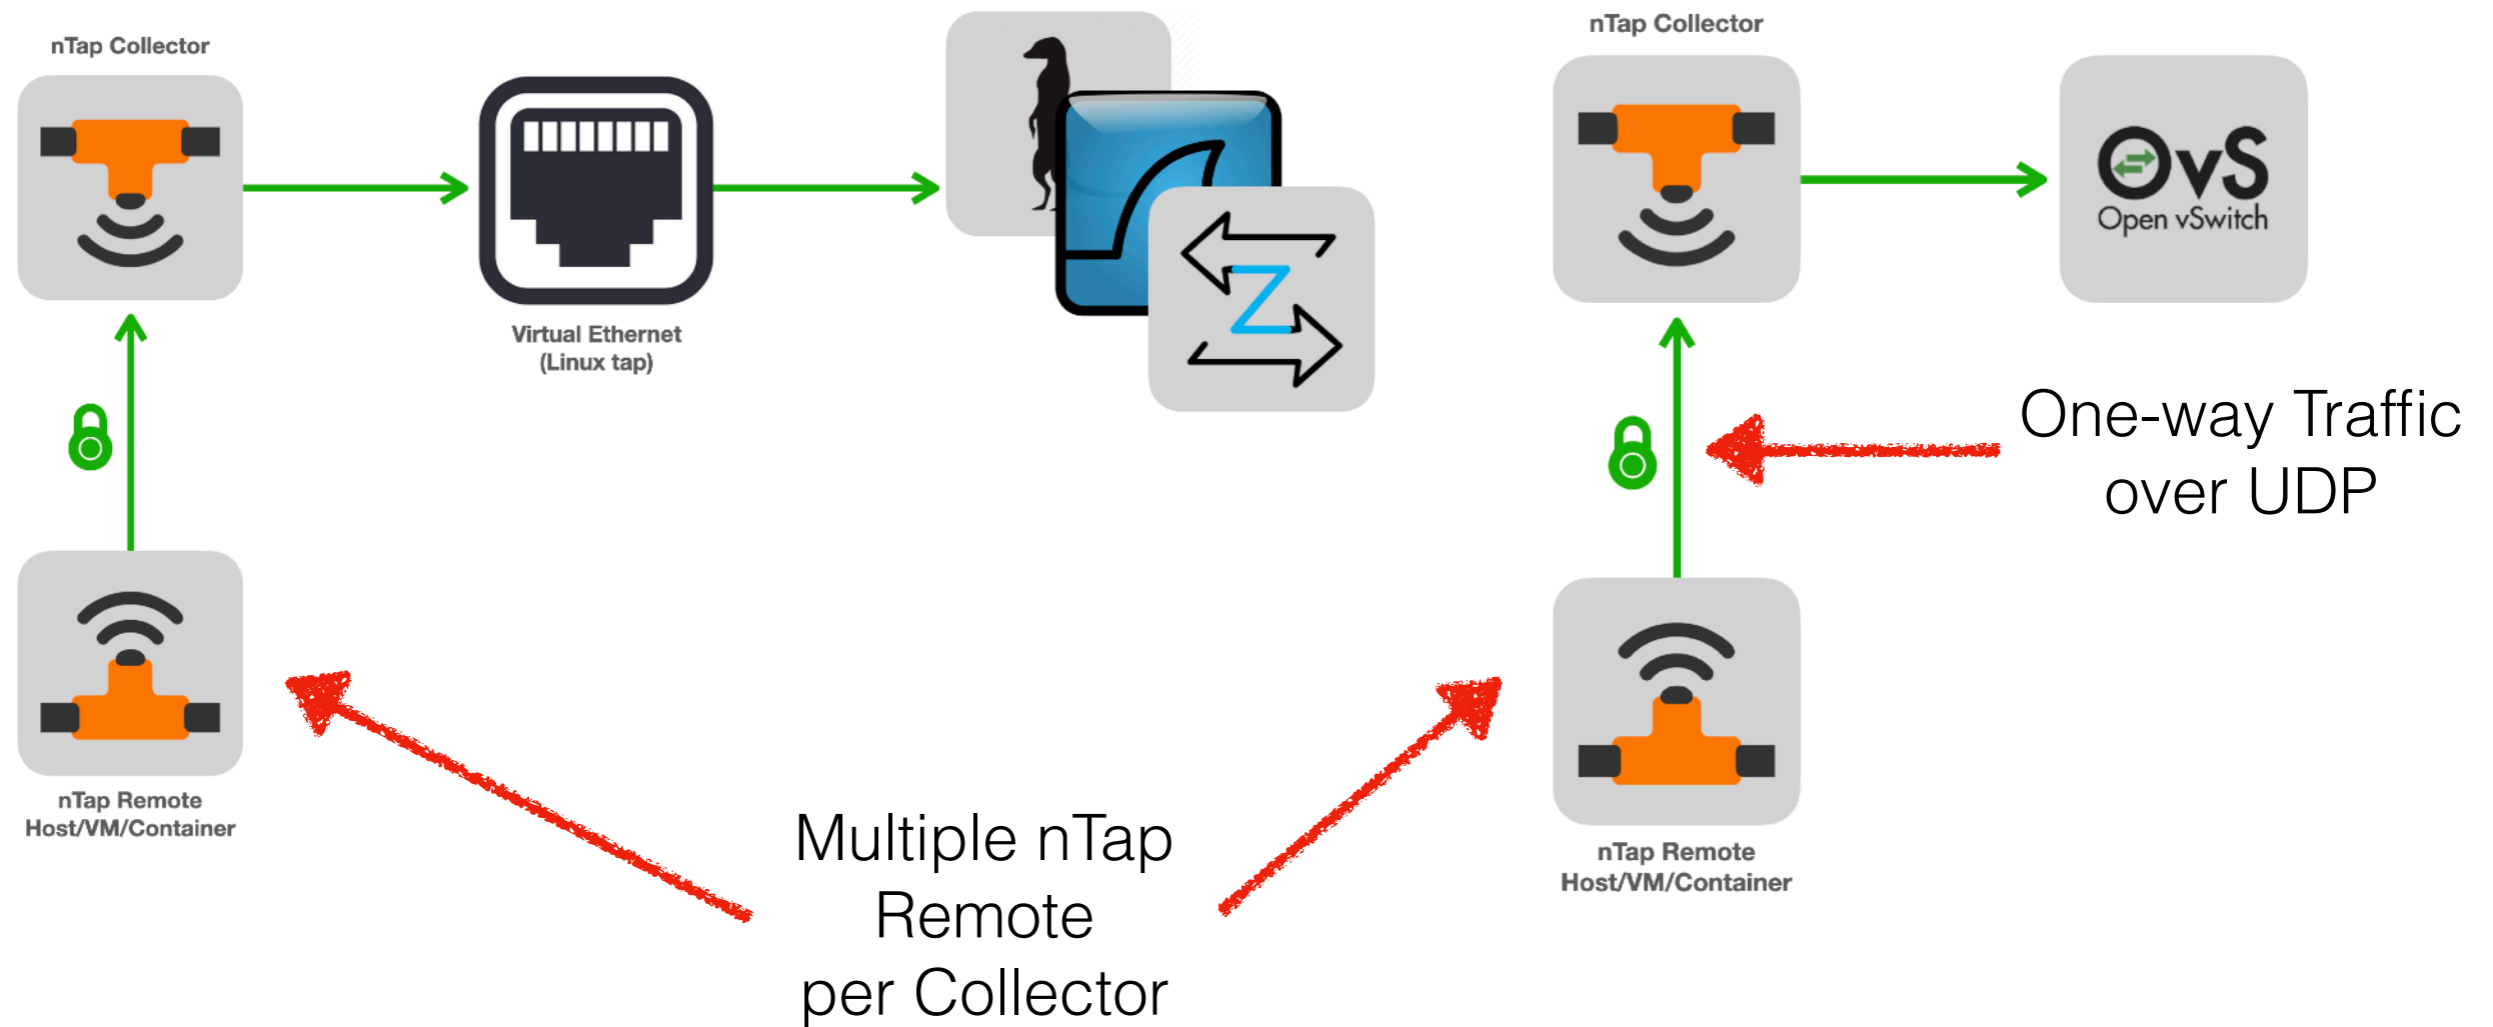 nTap Collector
Virtual Ethernet
(Linux tap)
Z
nTap Remote
Host/VM/Container
Multiple nTap
Remote
per Collector
nTap Collector
OvS
Open vSwitch
One-way Traffic
over UDP
nTap Remote
Host/VM/Container